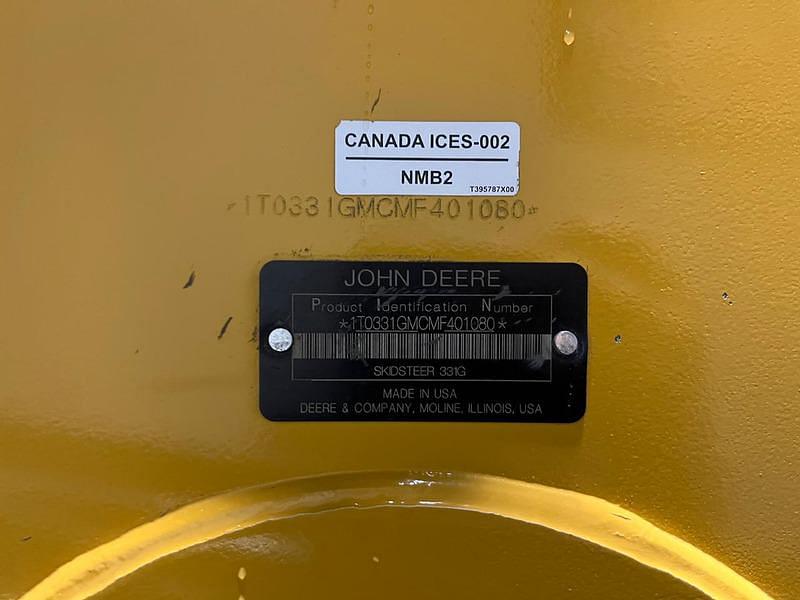 CANADA ICES-002
NMB2
T395787X00
*1T0331GMCMF401080*
JOHN DEERE
Product Identification Number
*1T0331GMCMF401080*
SKIDSTEER 331G
MADE IN USA
DEERE & COMPANY, MOLINE, ILLINOIS, USA